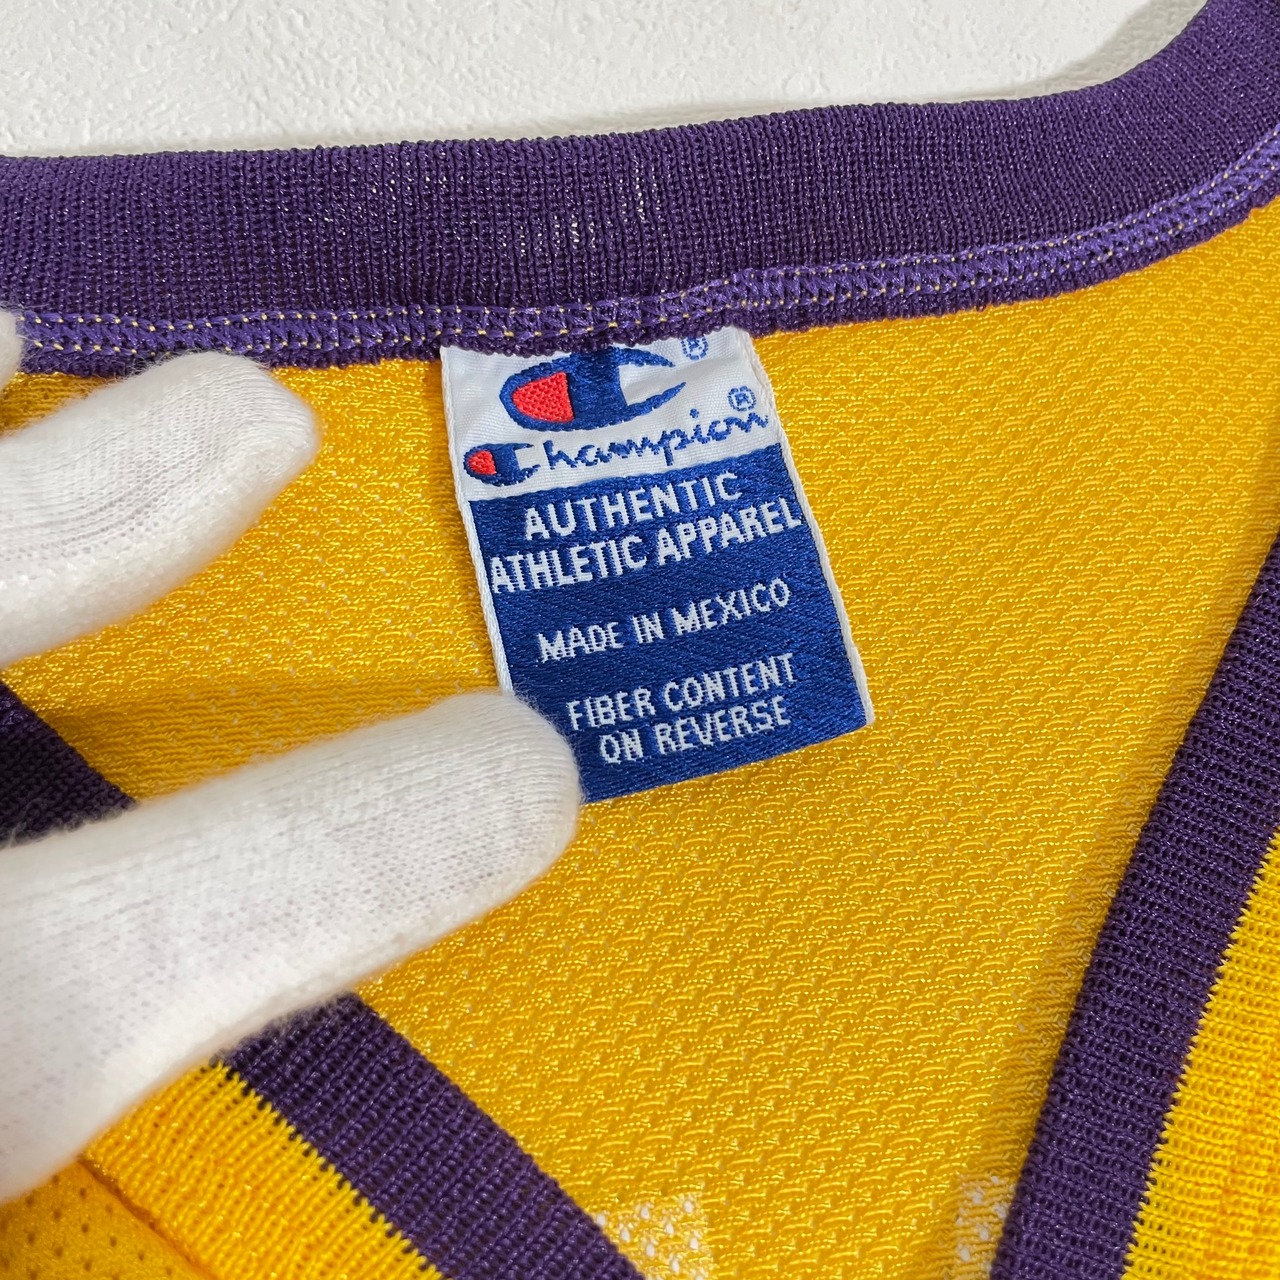 ®
Champion®
AUTHENTIC
ATHLETIC APPAREL
MADE IN MEXICO
FIBER CONTENT
ON REVERSE